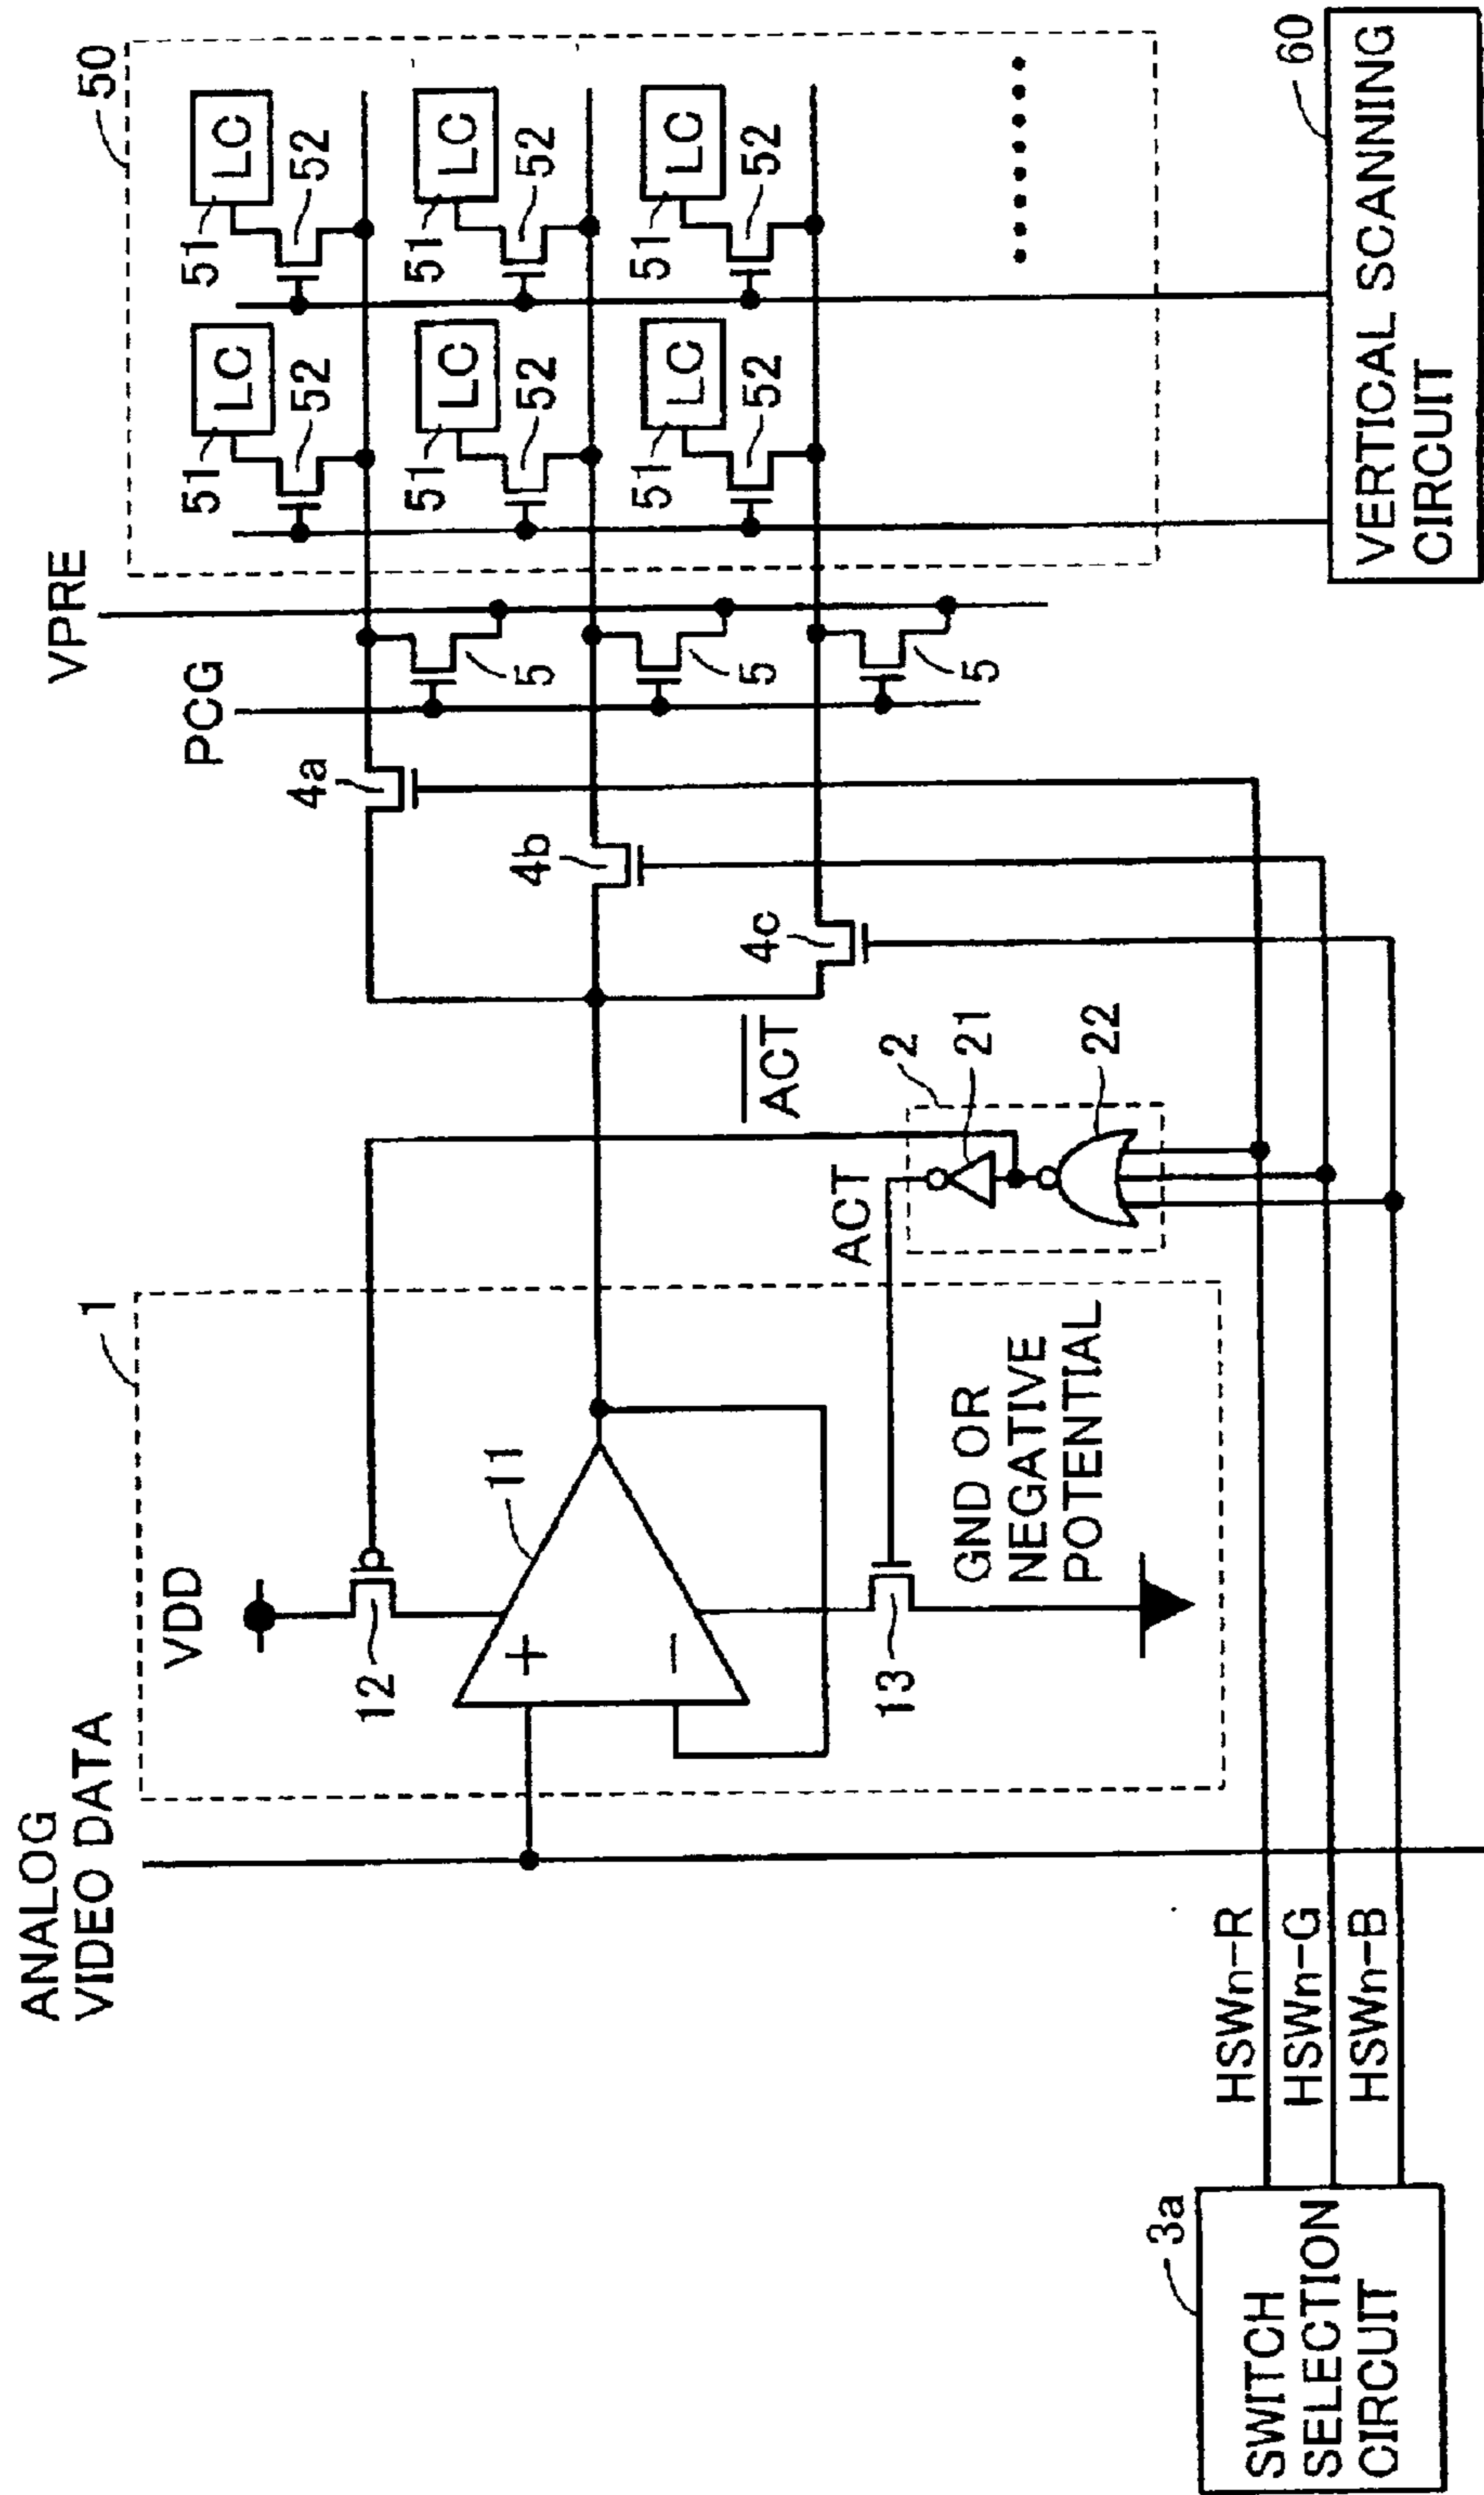 ANALOG
VIDEO DATA
1
VDD
12
11
13
GND OR
NEGATIVE
POTENTIAL
ACT
ACT
2
21
22
4a
4b
4c
PCG
VPRE
5
5
5
50
51
LC
52
51
LC
52
51
LC
52
51
LC
52
51
LC
52
51
LC
52
60
VERTICAL SCANNING
CIRCUIT
3a
SWITCH
SELECTION
CIRCUIT
HSWn-R
HSWn-G
HSWn-B